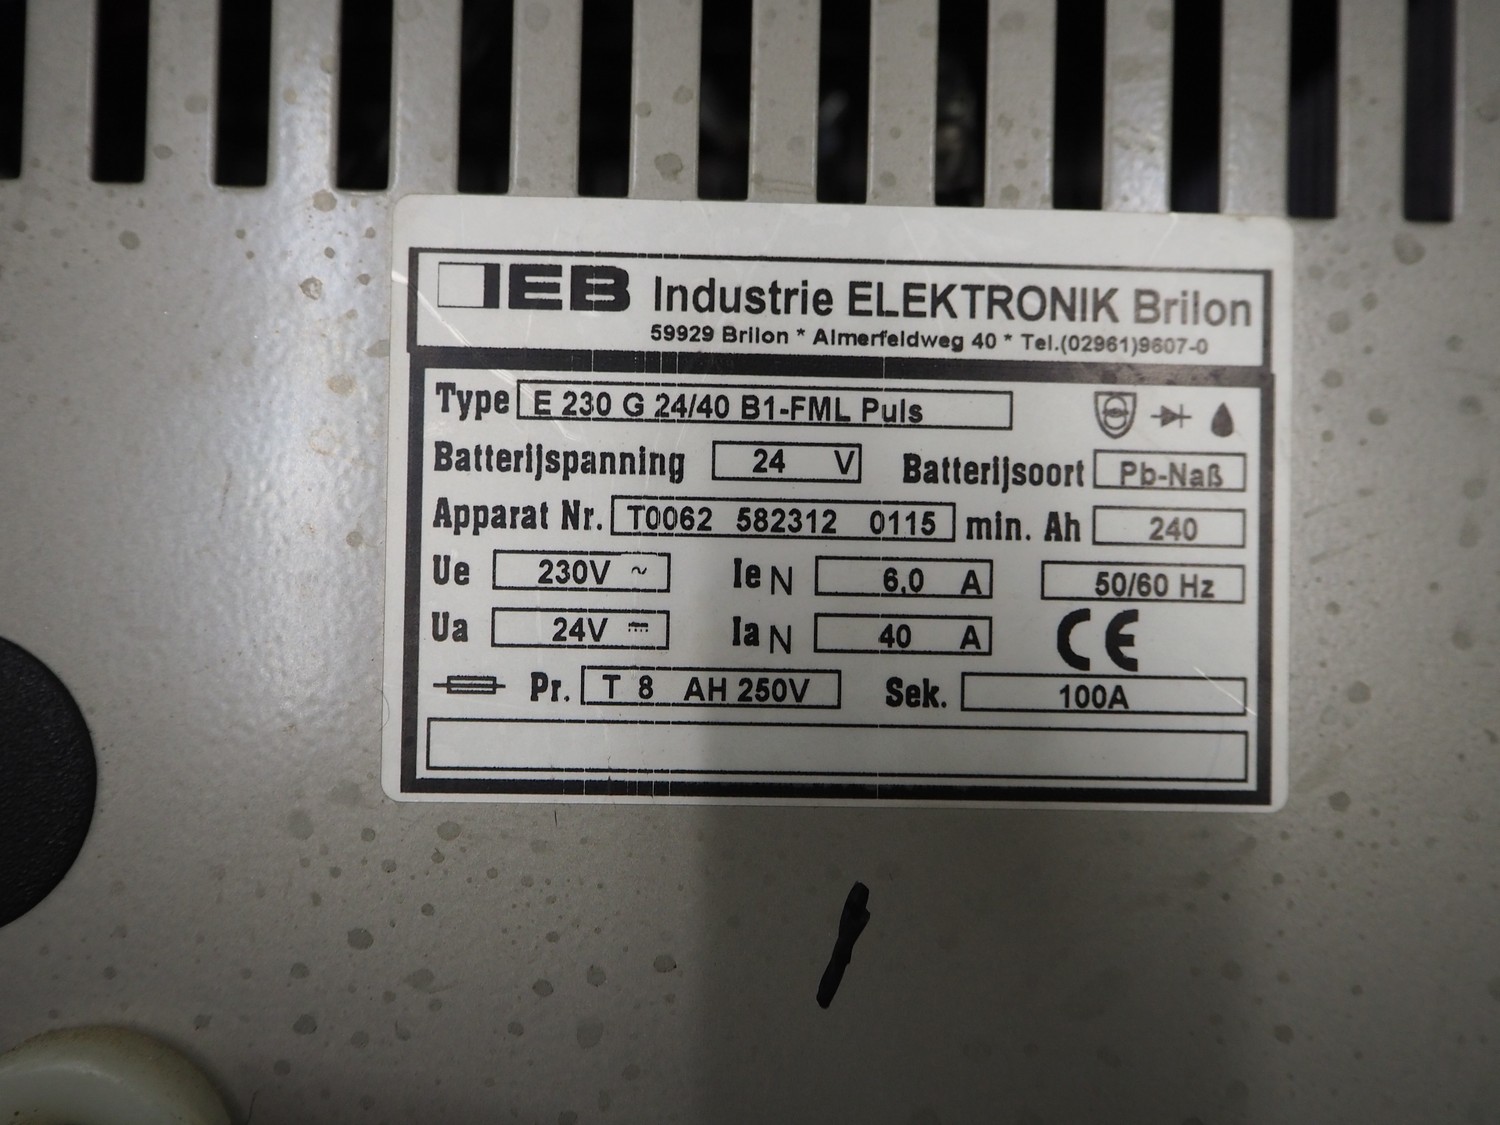 IEB Industrie ELEKTRONIK Brilon
59929 Brilon * Almerfeldweg 40 * Tel.(02961)9607-0
Type E 230 G 24/40 B1-FML Puls
Batterijspanning 24 V Batterijsoort Pb-Naß
Apparat Nr. T0062 582312 0115 min. Ah 240
Ue 230V ~ Ie N 6,0 A 50/60 Hz
Ua 24V Ia N 40 A CE
Pr. T 8 AH 250V Sek. 100A